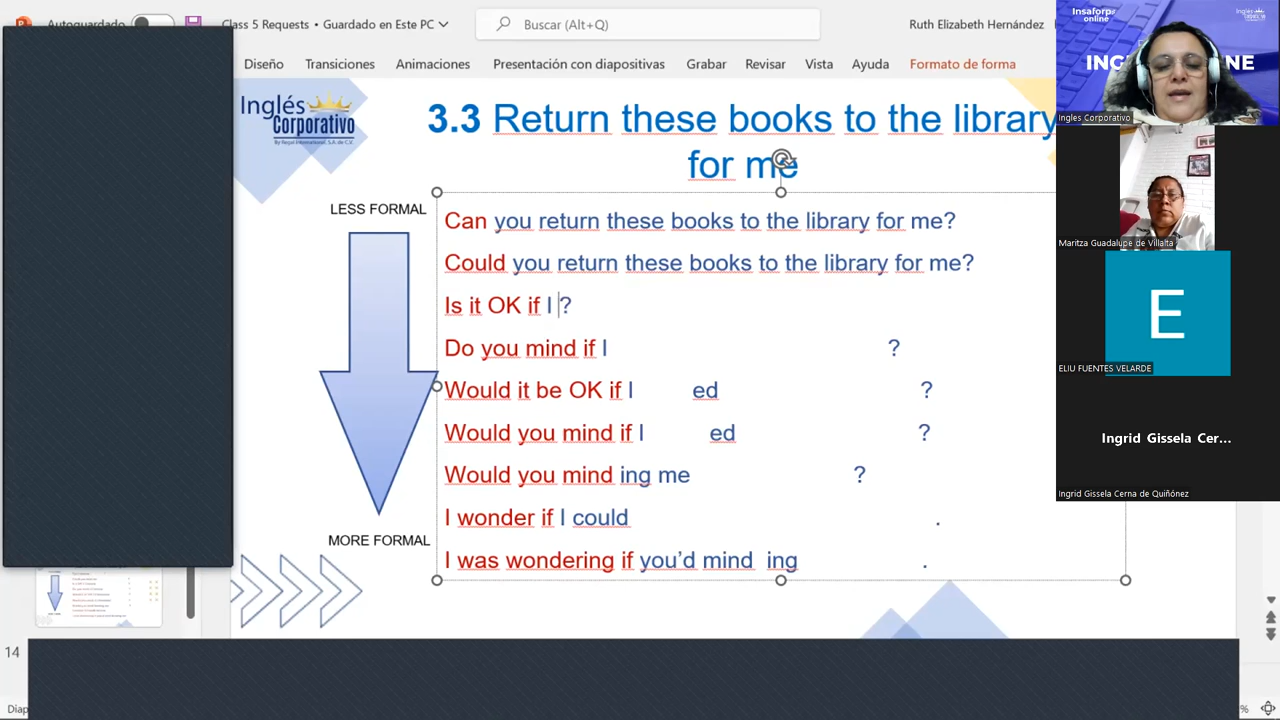 Autoguardado
Class 5 Requests • Guardado en Este PC
Buscar (Alt+Q)
Ruth Elizabeth Hernández
Diseño Transiciones Animaciones Presentación con diapositivas Grabar Revisar Vista Ayuda Formato de forma
Inglés
Corporativo
By Regal International, S.A. de C.V.
3.3 Return these books to the library
for me
LESS FORMAL
Can you return these books to the library for me?
Could you return these books to the library for me?
Is it OK if I ?
Do you mind if I ?
Would it be OK if I ed ?
Would you mind if I ed ?
Would you mind ing me ?
I wonder if I could .
I was wondering if you’d mind ing .
MORE FORMAL
14
Diap
%
Insaforp
online
ING NE
Ingles Corporativo
Maritza Guadalupe de Villalta
E
ELIU FUENTES VELARDE
Ingrid Gissela Cer...
Ingrid Gissela Cerna de Quiñónez